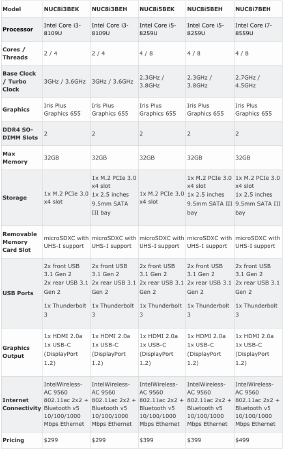 Model NUC8i3BEK NUC8i3BEH NUC8i5BEK NUC8i5BEH NUC8i7BEH
Processor Intel Core i3-8109U Intel Core i3-8109U Intel Core i5-8259U Intel Core i5-8259U Intel Core i7-8559U
Cores / Threads 2 / 4 2 / 4 4 / 8 4 / 8 4 / 8
Base Clock / Turbo Clock 3GHz / 3.6GHz 3GHz / 3.6GHz 2.3GHz / 3.8GHz 2.3GHz / 3.8GHz 2.7GHz / 4.5GHz
Graphics Iris Plus Graphics 655 Iris Plus Graphics 655 Iris Plus Graphics 655 Iris Plus Graphics 655 Iris Plus Graphics 655
DDR4 SO-DIMM Slots 2 2 2 2 2
Max Memory 32GB 32GB 32GB 32GB 32GB
Storage 1x M.2 PCIe 3.0 x4 slot 1x M.2 PCIe 3.0 x4 slot 1x 2.5 inches 9.5mm SATA III bay 1x M.2 PCIe 3.0 x4 slot 1x M.2 PCIe 3.0 x4 slot 1x 2.5 inches 9.5mm SATA III bay 1x M.2 PCIe 3.0 x4 slot 1x 2.5 inches 9.5mm SATA III bay
Removable Memory Card Slot microSDXC with UHS-I support microSDXC with UHS-I support microSDXC with UHS-I support microSDXC with UHS-I support microSDXC with UHS-I support
USB Ports 2x front USB 3.1 Gen 2 2x rear USB 3.1 Gen 2 1x Thunderbolt 3 2x front USB 3.1 Gen 2 2x rear USB 3.1 Gen 2 1x Thunderbolt 3 2x front USB 3.1 Gen 2 2x rear USB 3.1 Gen 2 1x Thunderbolt 3 2x front USB 3.1 Gen 2 2x rear USB 3.1 Gen 2 1x Thunderbolt 3 2x front USB 3.1 Gen 2 2x rear USB 3.1 Gen 2 1x Thunderbolt 3
Graphics Output 1x HDMI 2.0a 1x USB-C (DisplayPort 1.2) 1x HDMI 2.0a 1x USB-C (DisplayPort 1.2) 1x HDMI 2.0a 1x USB-C (DisplayPort 1.2) 1x HDMI 2.0a 1x USB-C (DisplayPort 1.2) 1x HDMI 2.0a 1x USB-C (DisplayPort 1.2)
Internet Connectivity IntelWireless-AC 9560 802.11ac 2x2 + Bluetooth v5 10/100/1000 Mbps Ethernet IntelWireless-AC 9560 802.11ac 2x2 + Bluetooth v5 10/100/1000 Mbps Ethernet IntelWireless-AC 9560 802.11ac 2x2 + Bluetooth v5 10/100/1000 Mbps Ethernet IntelWireless-AC 9560 802.11ac 2x2 + Bluetooth v5 10/100/1000 Mbps Ethernet IntelWireless-AC 9560 802.11ac 2x2 + Bluetooth v5 10/100/1000 Mbps Ethernet
Pricing $299 $299 $399 $399 $499